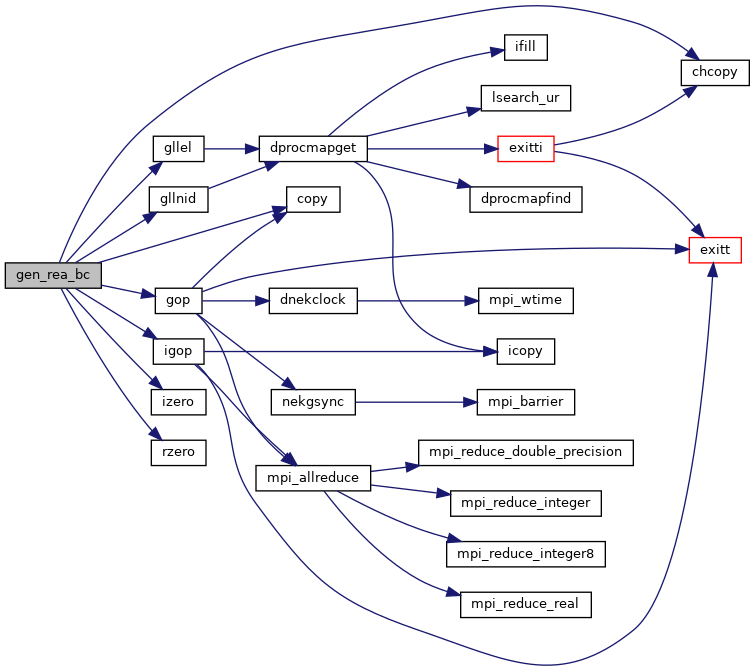 ifill
chcopy
lsearch_ur
gllel
dprocmapget
exitti
gllnid
copy
dprocmapfind
exitt
gen_rea_bc
gop
dnekclock
mpi_wtime
igop
icopy
izero
nekgsync
mpi_barrier
rzero
mpi_reduce_double_precision
mpi_allreduce
mpi_reduce_integer
mpi_reduce_integer8
mpi_reduce_real